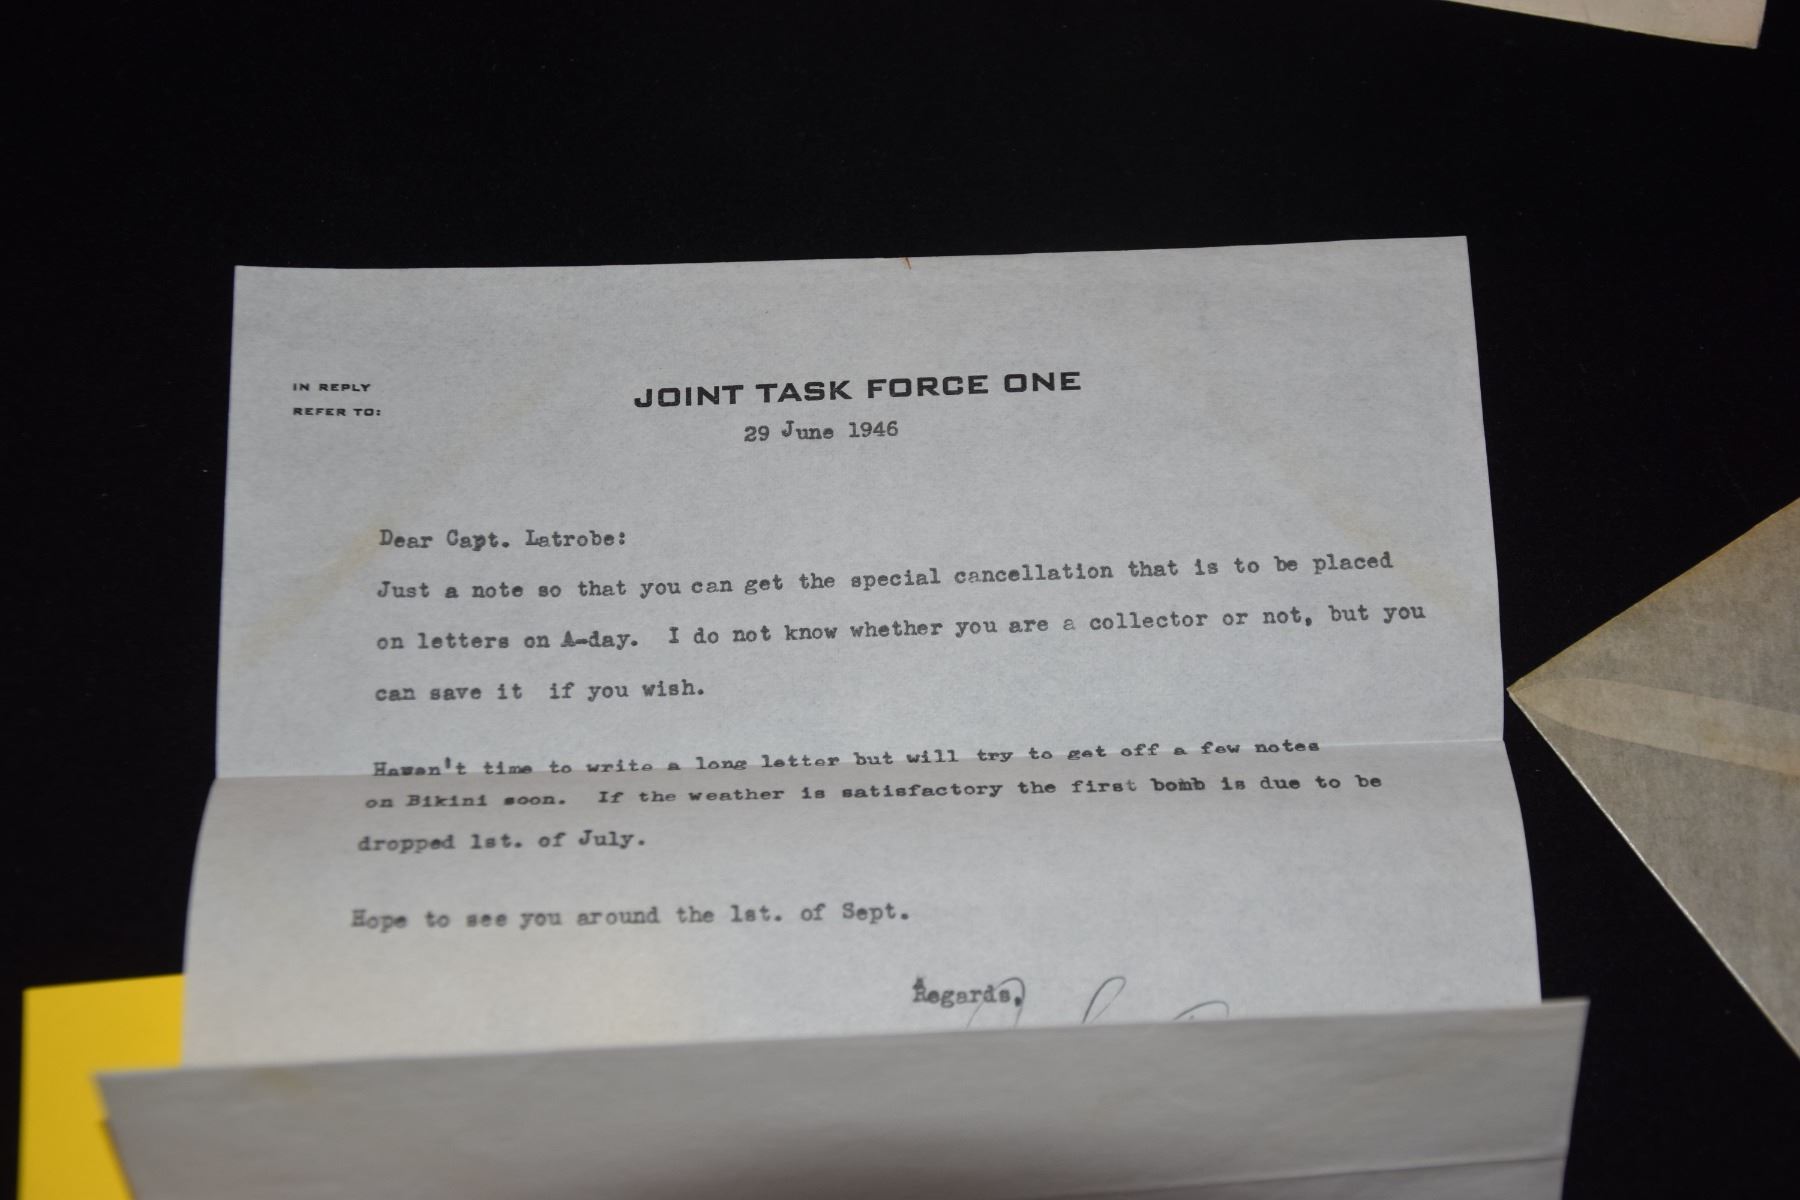 IN REPLY
REFER TO:
JOINT TASK FORCE ONE
29 June 1946
Dear Capt. Latrobe:
Just a note so that you can get the special cancellation that is to be placed
on letters on A-day. I do not know whether you are a collector or not, but you
can save it if you wish.
Haven't time to write a long letter but will try to get off a few notes
on Bikini soon. If the weather is satisfactory the first bomb is due to be
dropped 1st. of July.
Hope to see you around the 1st. of Sept.
Regards,